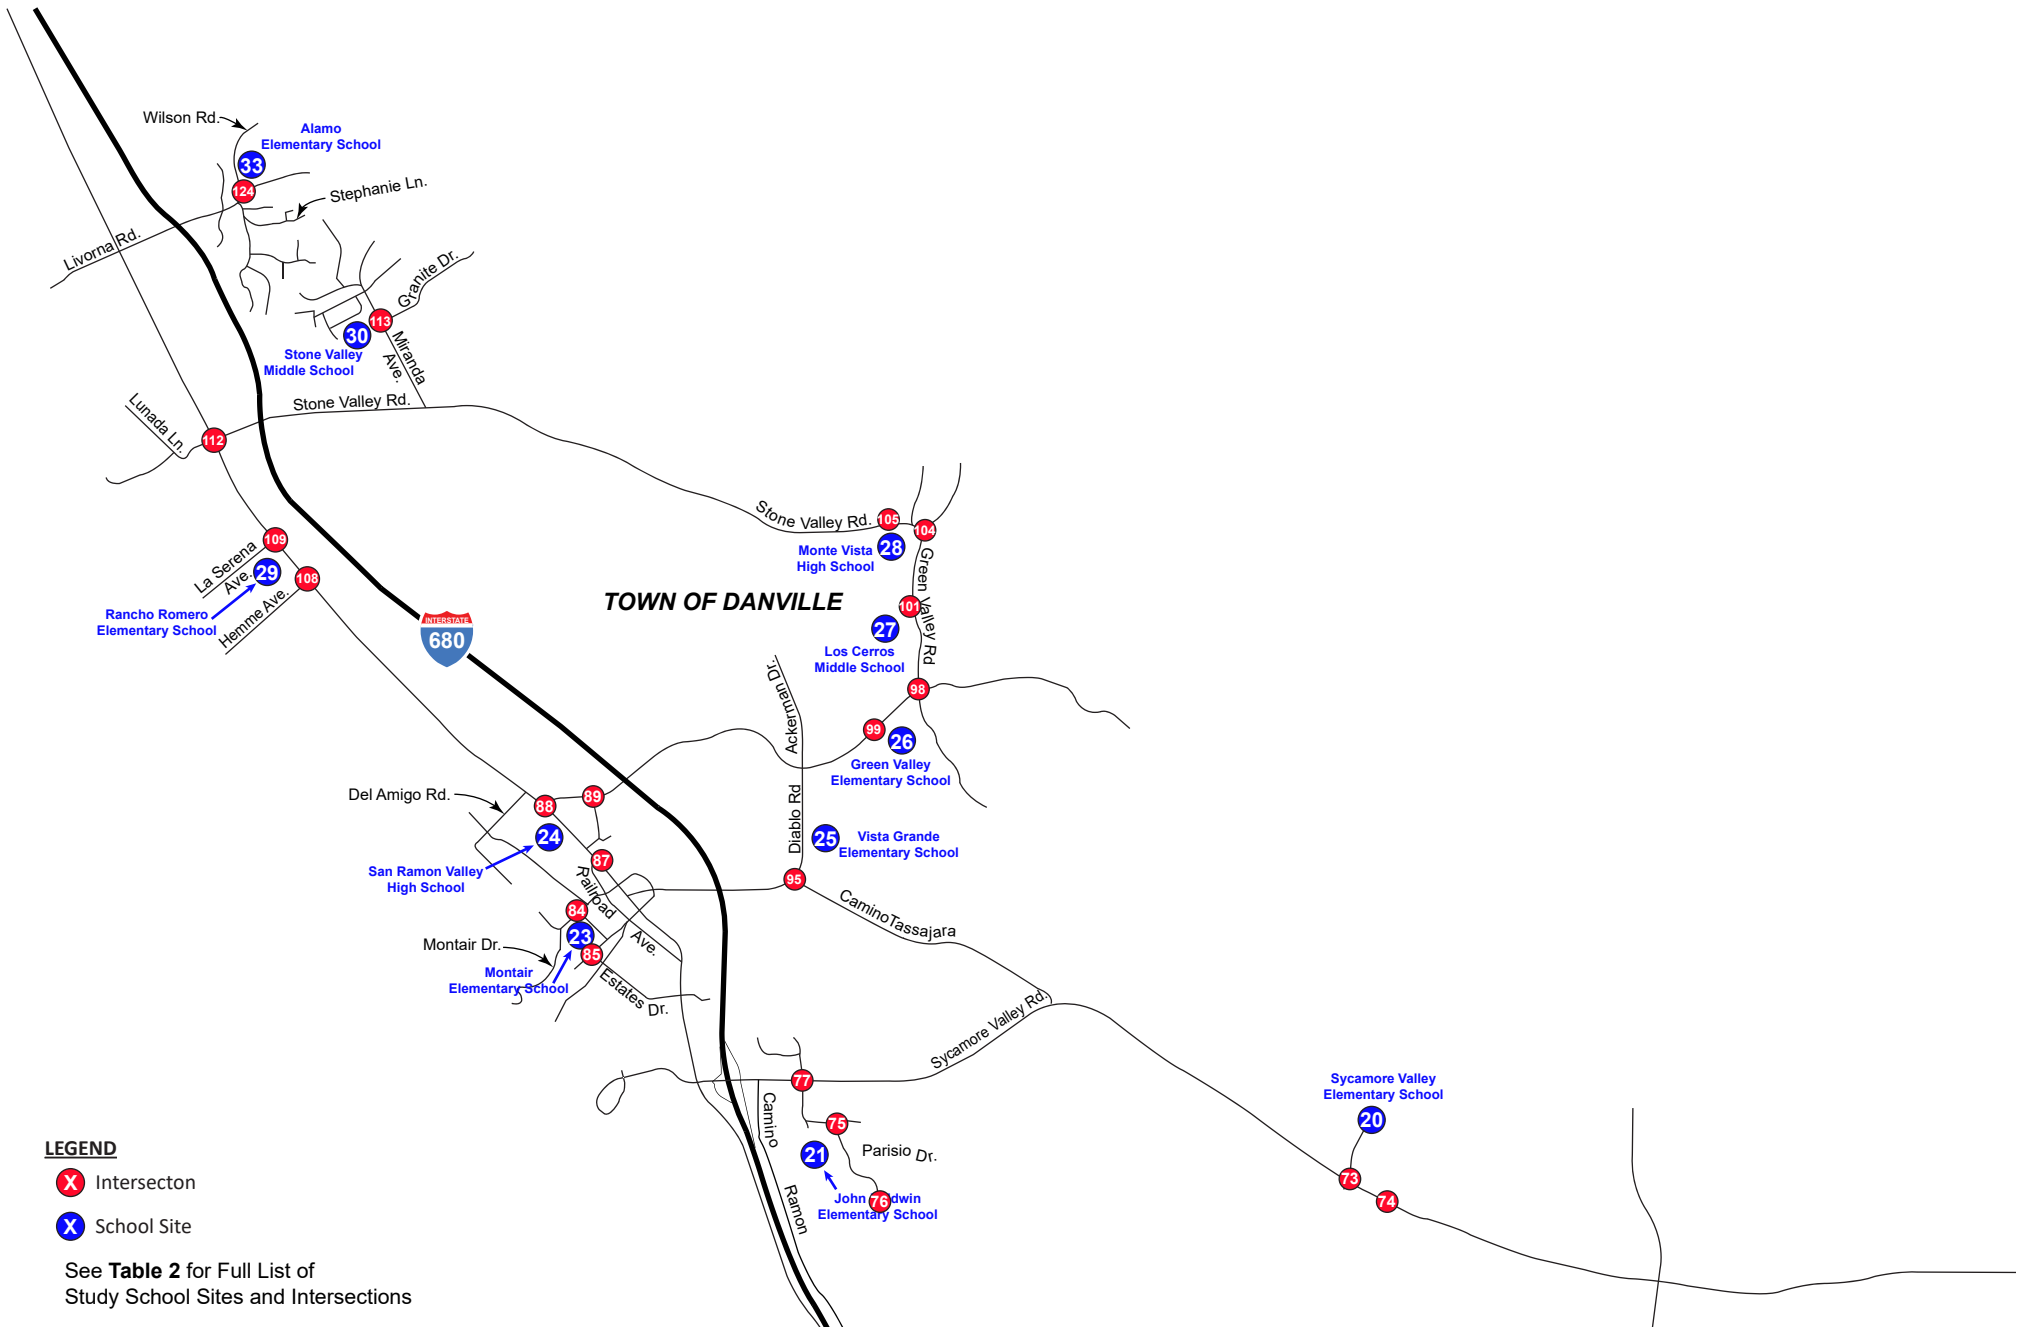 Wilson Rd.
Alamo
Elementary School
33
124
Stephanie Ln.
Livorna Rd.
Granite Dr.
113
30
Stone Valley
Middle School
Miranda
Ave.
Stone Valley Rd.
Lunada Ln.
112
109
La Serena
Ave.
29
108
Rancho Romero
Elementary School
Hemme Ave.
INTERSTATE
680
TOWN OF DANVILLE
Stone Valley Rd.
105
104
28
Monte Vista
High School
Green Valley Rd
101
27
Los Cerros
Middle School
98
Ackerman Dr.
99
26
Green Valley
Elementary School
Del Amigo Rd.
88
89
24
San Ramon Valley
High School
87
Railroad
Ave.
Diablo Rd
25
Vista Grande
Elementary School
95
CaminoTassajara
84
23
85
Montair Dr.
Montair
Elementary School
Estates Dr.
Sycamore Valley Rd.
77
Camino
Ramon
75
Parisio Dr.
21
76
John
dwin
Elementary School
Sycamore Valley
Elementary School
20
73
74
LEGEND
X Intersecton
X School Site
See Table 2 for Full List of
Study School Sites and Intersections